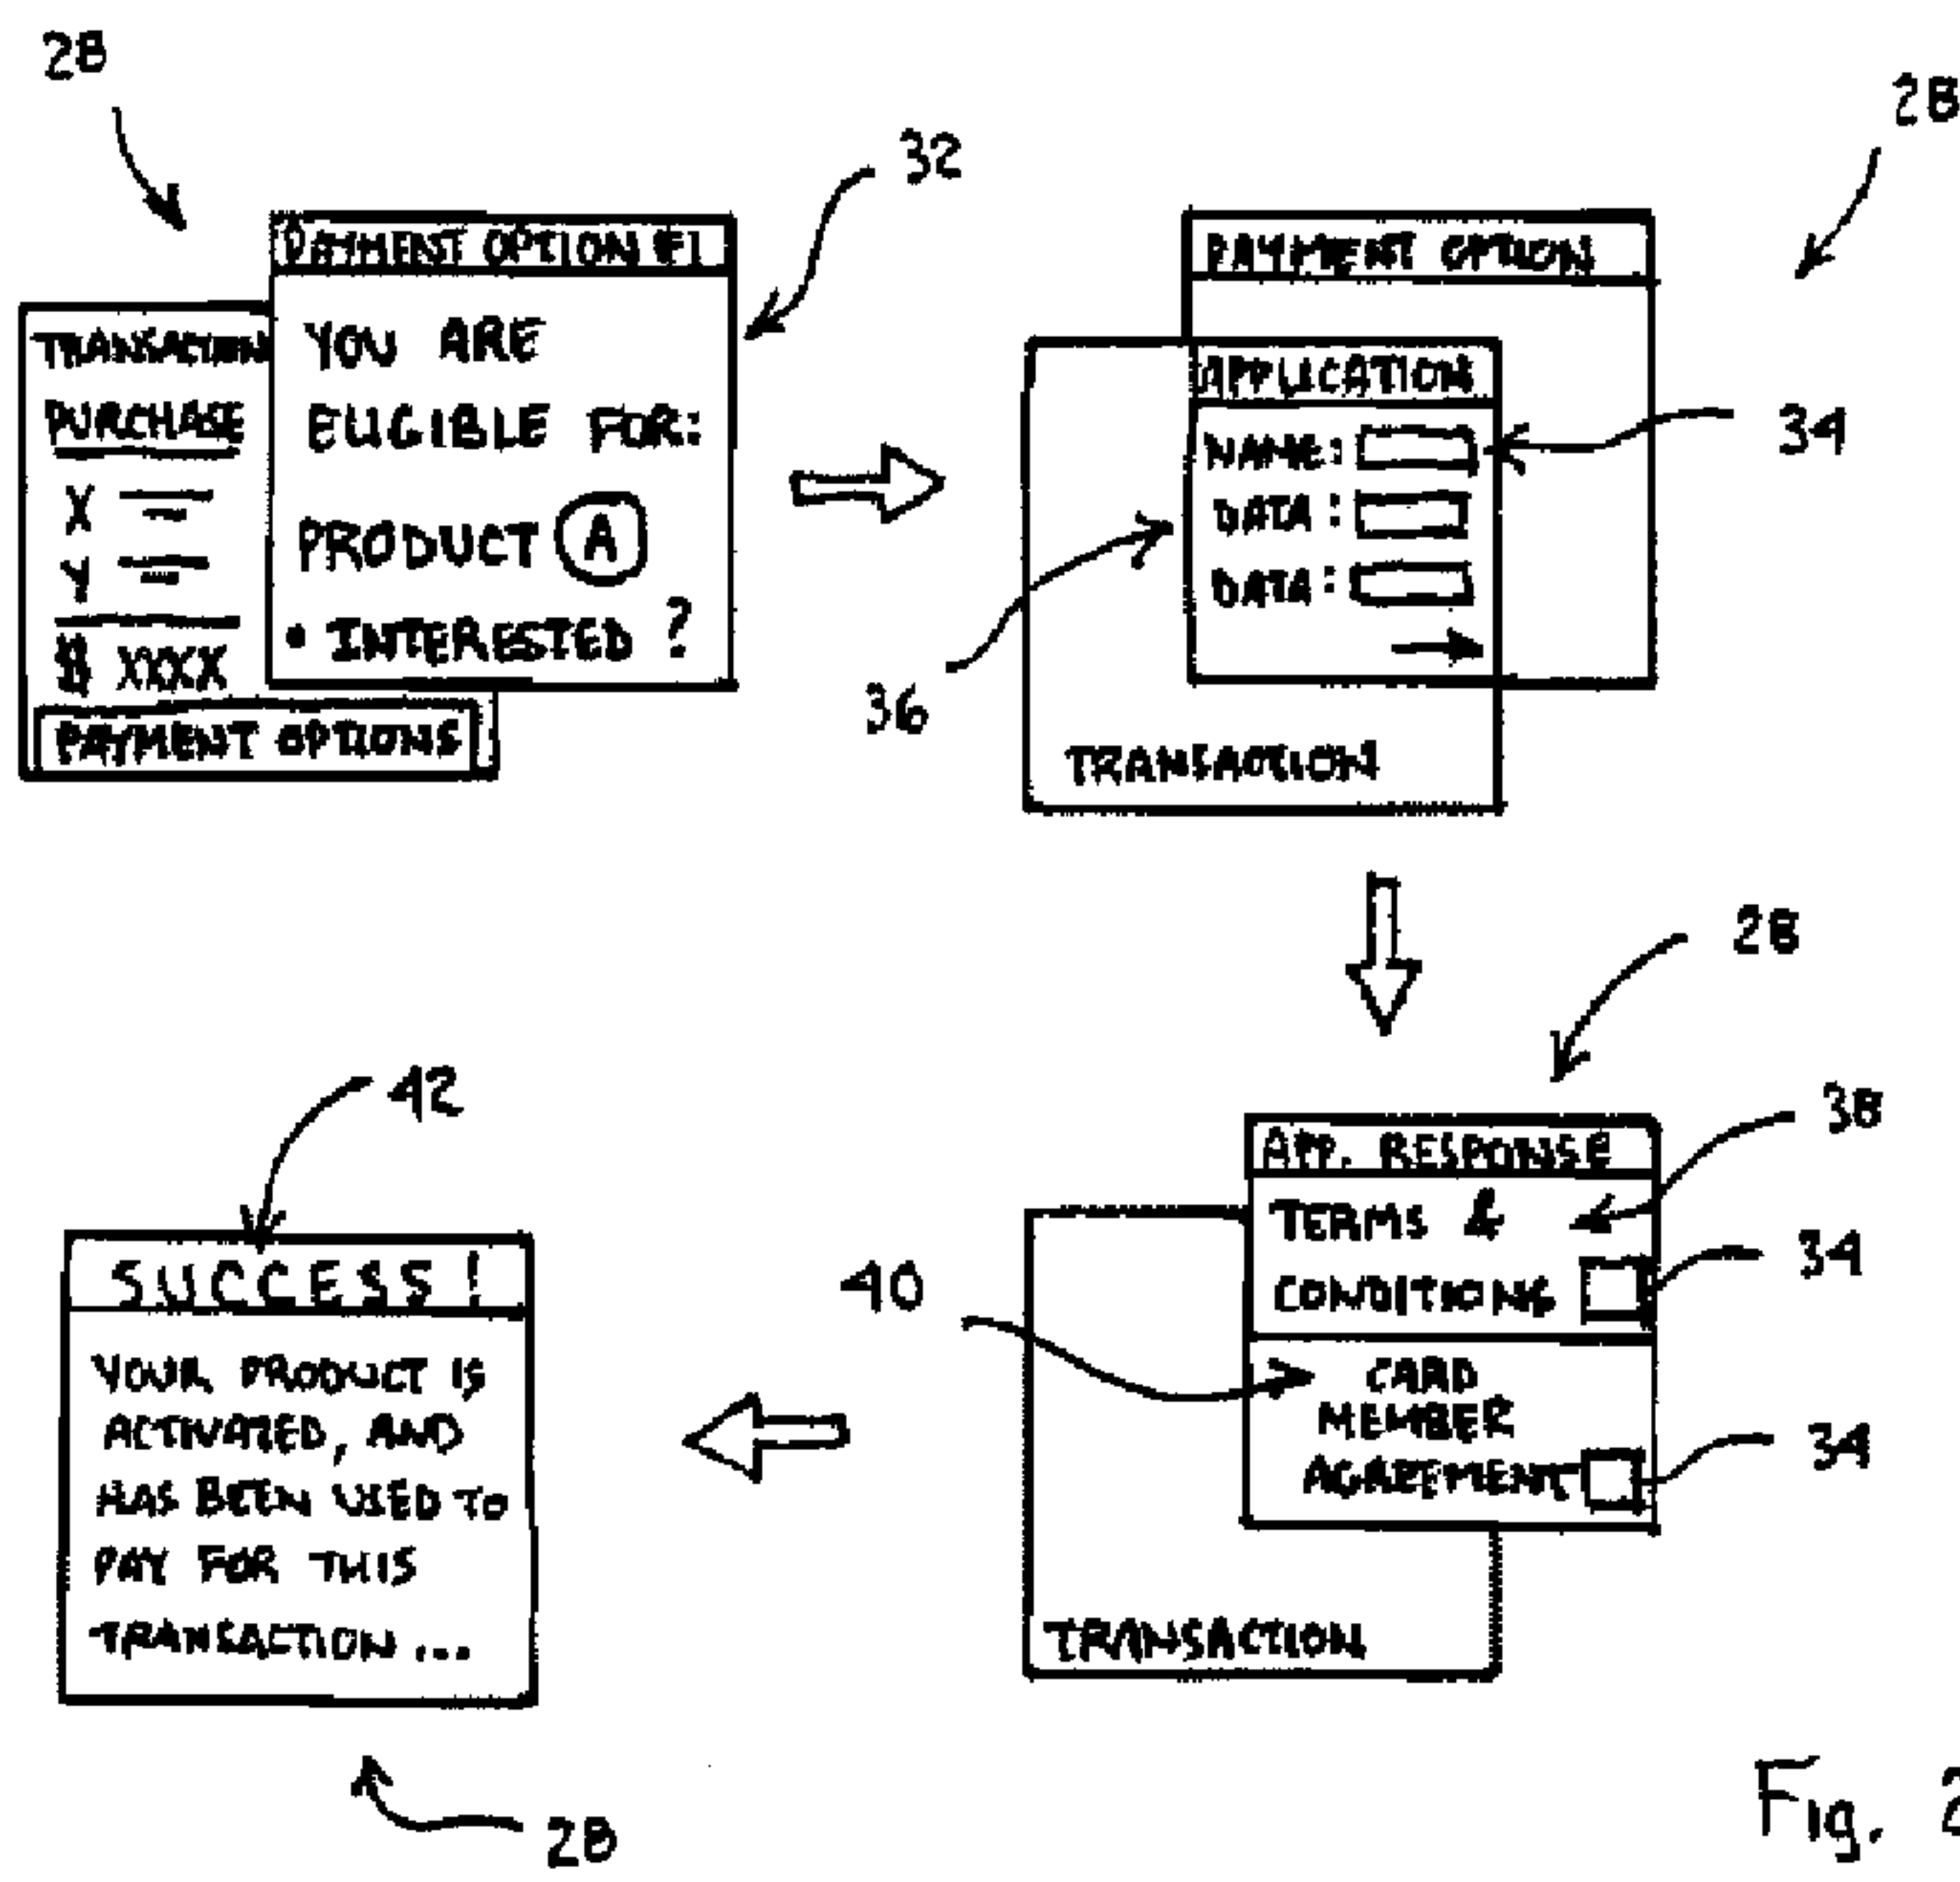 28
32
PAYMENT OPTION #1
YOU ARE
ELIGIBLE FOR:
PRODUCT A
• INTERESTED ?
TRANSACTION
PURCHASE
X
Y
$ XXXX
PAYMENT OPTIONS
28
PAYMENT OPTION
APPLICATION
NAME:
DATA:
DATA:
34
36
TRANSACTION
28
38
APP. RESPONSE
TERMS &
CONDITIONS
34
40
CARD
MEMBER
AGREEMENT
34
TRANSACTION
42
SUCCESS!
YOUR PRODUCT IS
ACTIVATED, AND
HAS BEEN USED TO
PAY FOR THIS
TRANSACTION...
28
Fig. 2